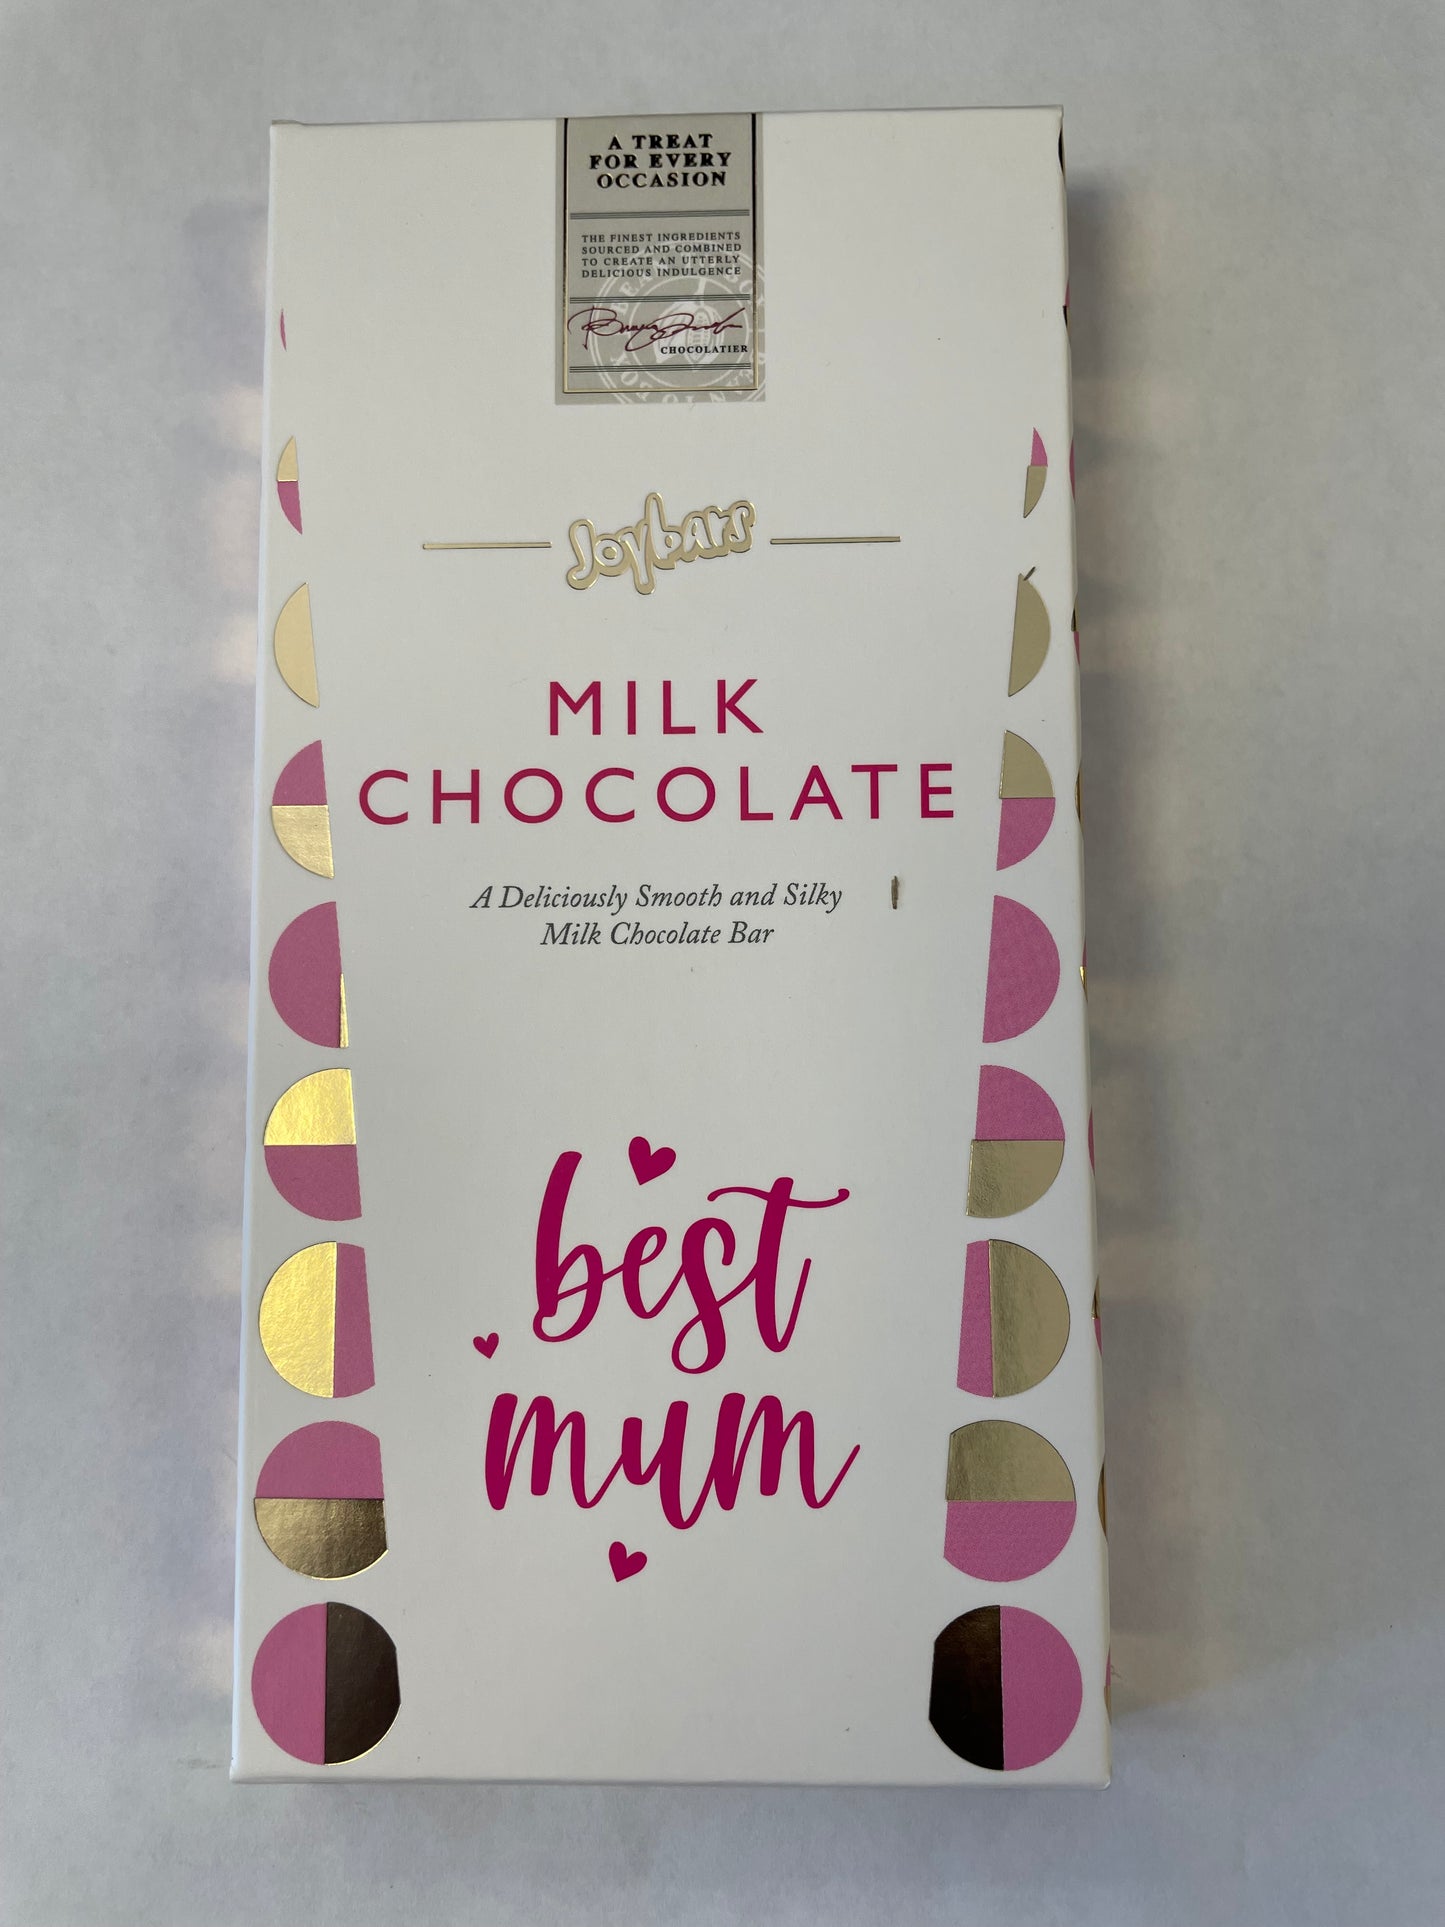 A TREAT
FOR EVERY
OCCASION
THE FINEST INGREDIENTS
SOURCED AND COMBINED
TO CREATE AN UTTERLY
DELICIOUS INDULGENCE
CHOCOLATIER
Joybars
MILK
CHOCOLATE
A Deliciously Smooth and Silky
Milk Chocolate Bar
best
mum